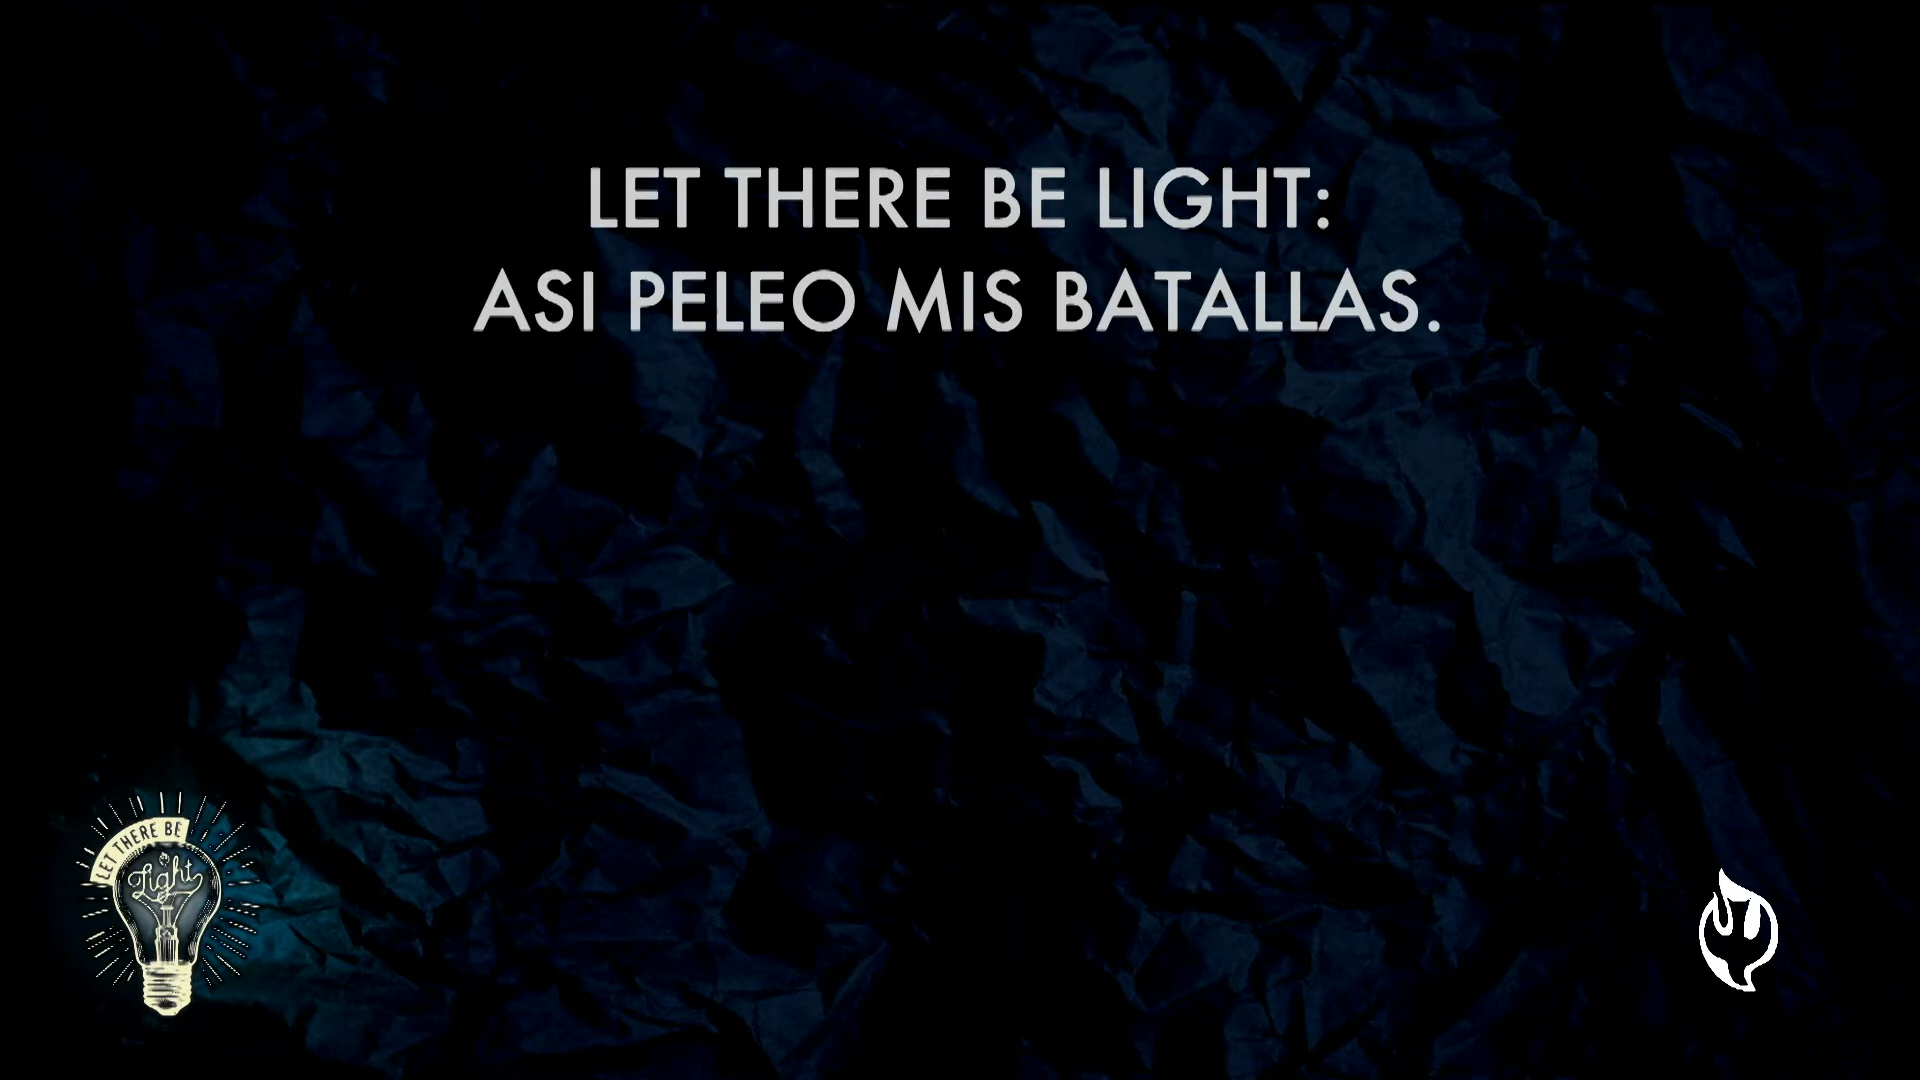 LET THERE BE LIGHT:
ASI PELEO MIS BATALLAS.
LET THERE BE
Light